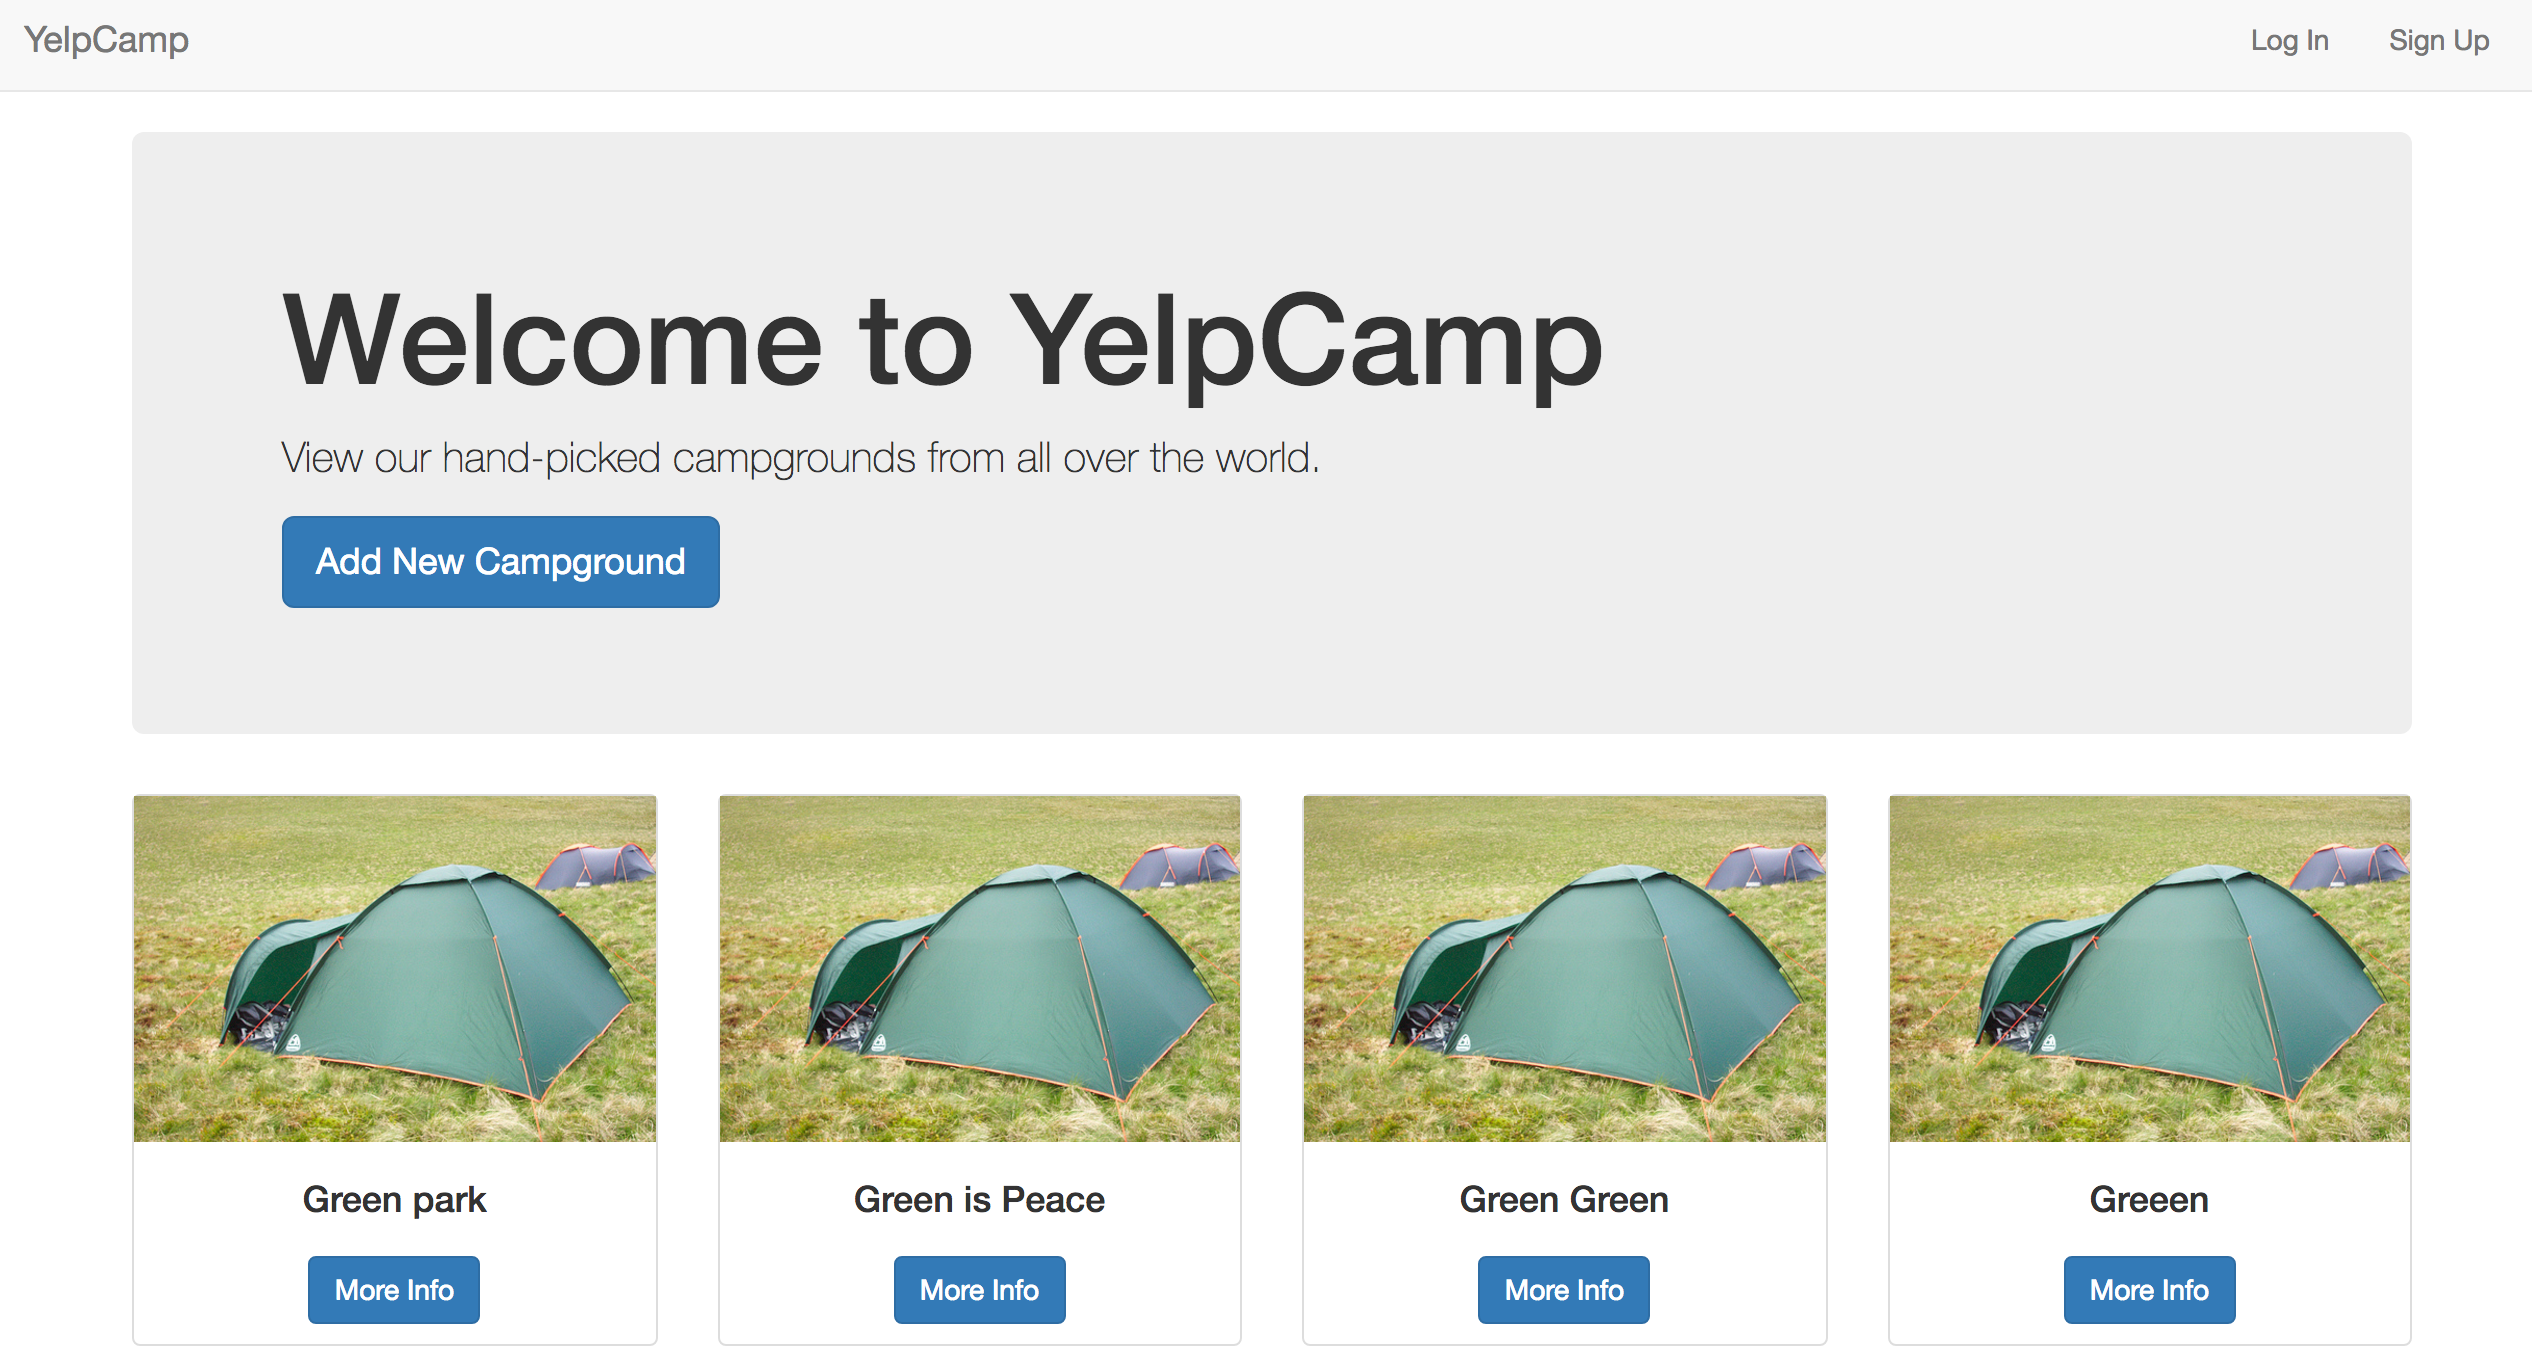 YelpCamp
Log In
Sign Up
Welcome to YelpCamp
View our hand-picked campgrounds from all over the world.
Add New Campground
Green park
Green is Peace
Green Green
Greeen
More Info
More Info
More Info
More Info